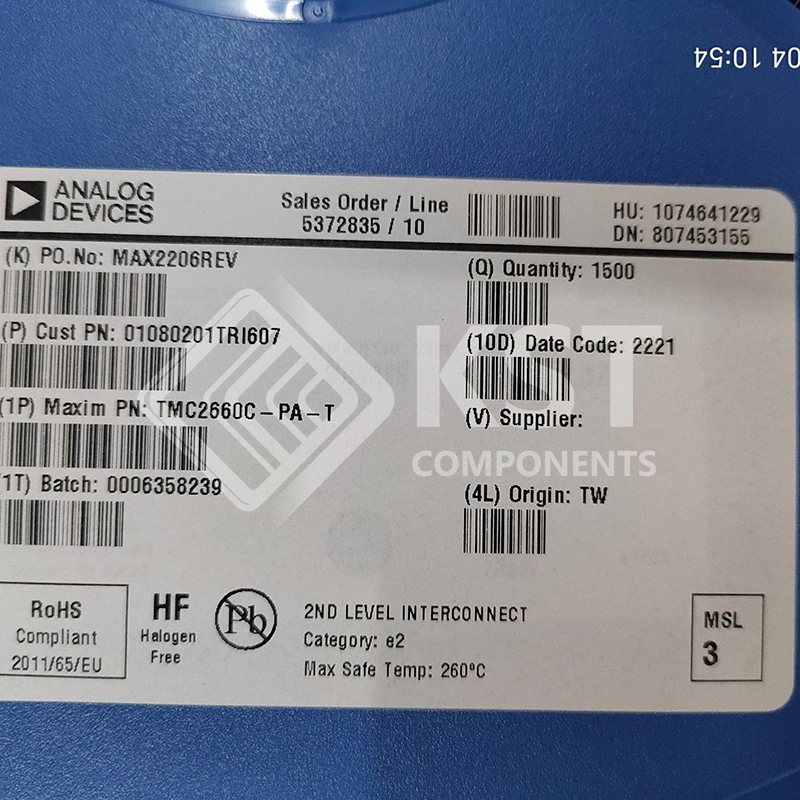 04 10:54
ANALOG
DEVICES
Sales Order / Line
5372835 / 10
HU: 1074641229
DN: 807453155
(K) PO.No: MAX2206REV
(Q) Quantity: 1500
(P) Cust PN: 01080201TRI607
(10D) Date Code: 2221
(1P) Maxim PN: TMC2660C-PA-T
(V) Supplier:
KST
COMPONENTS
(1T) Batch: 0006358239
(4L) Origin: TW
RoHS
Compliant
2011/65/EU
HF
Halogen
Free
Pb
2ND LEVEL INTERCONNECT
Category: e2
Max Safe Temp: 260ºC
MSL
3